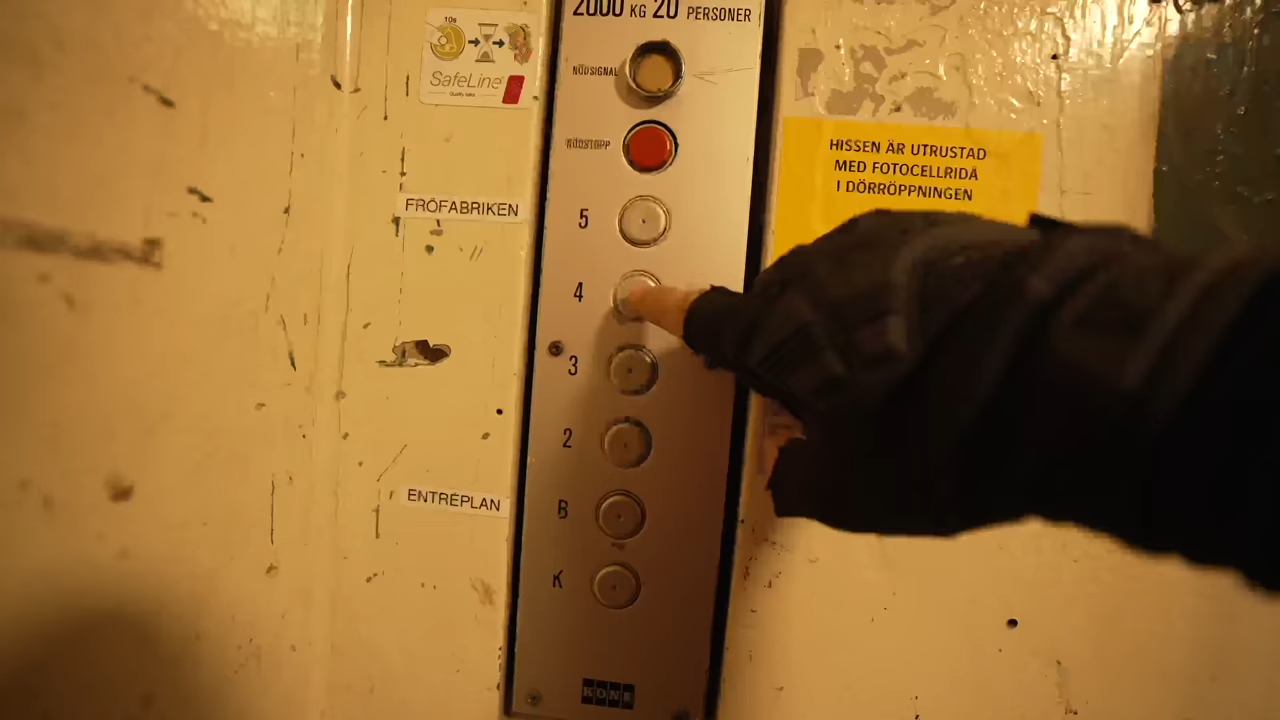 2000 KG 20 PERSONER
10s
SafeLine
NÖDSIGNAL
NÖDSTOPP
HISSEN ÄR UTRUSTAD
MED FOTOCELLRIDÅ
I DÖRRÖPPNINGEN
FRÖFABRIKEN
5
4
3
2
ENTRÉPLAN
B
K
KONE